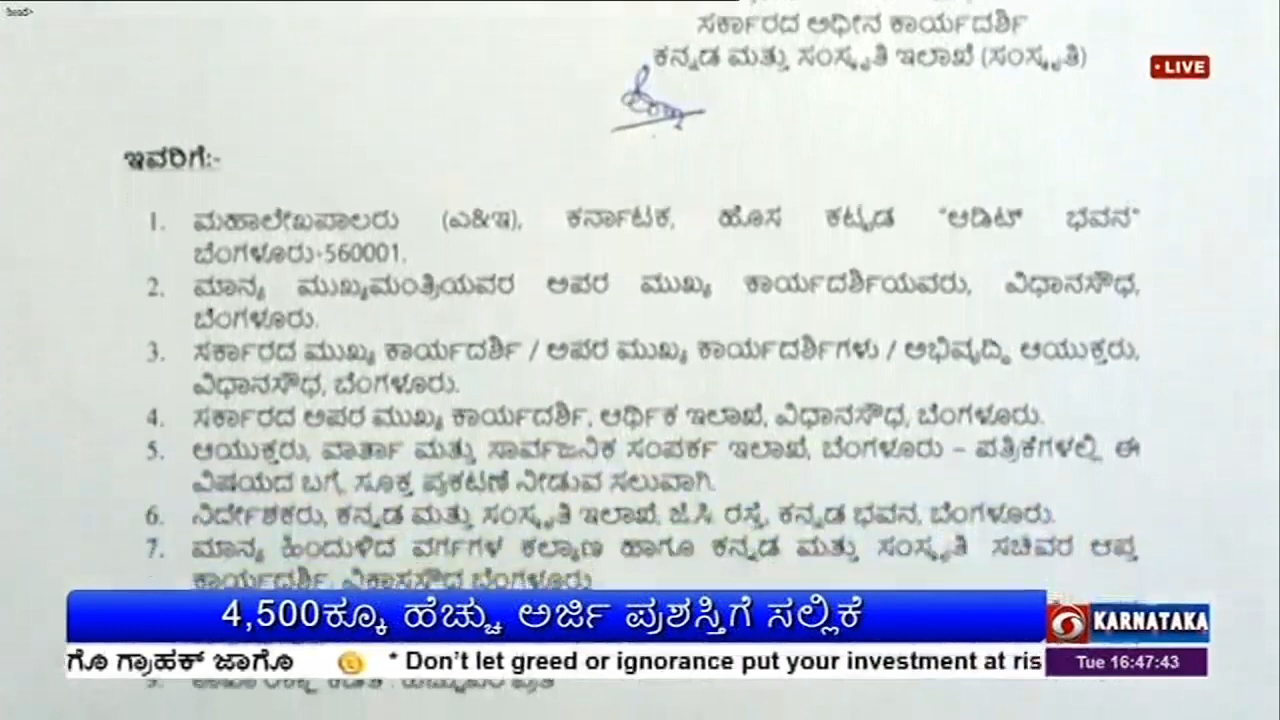 ಸರ್ಕಾರದ ಅಧೀನ ಕಾರ್ಯದರ್ಶಿ
ಕನ್ನಡ ಮತ್ತು ಸಂಸ್ಕೃತಿ ಇಲಾಖೆ (ಸಂಸ್ಕೃತಿ)
• LIVE
ಇವರಿಗೆ:-
1. ಮಹಾಲೇಖಪಾಲರು (ಎ&ಇ), ಕರ್ನಾಟಕ, ಹೊಸ ಕಟ್ಟಡ "ಆಡಿಟ್ ಭವನ"
ಬೆಂಗಳೂರು-560001.
2. ಮಾನ್ಯ ಮುಖ್ಯಮಂತ್ರಿಯವರ ಅಪರ ಮುಖ್ಯ ಕಾರ್ಯದರ್ಶಿಯವರು, ವಿಧಾನಸೌಧ,
ಬೆಂಗಳೂರು.
3. ಸರ್ಕಾರದ ಮುಖ್ಯ ಕಾರ್ಯದರ್ಶಿ / ಅಪರ ಮುಖ್ಯ ಕಾರ್ಯದರ್ಶಿಗಳು / ಅಭಿವೃದ್ಧಿ ಆಯುಕ್ತರು,
ವಿಧಾನಸೌಧ, ಬೆಂಗಳೂರು.
4. ಸರ್ಕಾರದ ಅಪರ ಮುಖ್ಯ ಕಾರ್ಯದರ್ಶಿ, ಆರ್ಥಿಕ ಇಲಾಖೆ, ವಿಧಾನಸೌಧ, ಬೆಂಗಳೂರು.
5. ಆಯುಕ್ತರು, ವಾರ್ತಾ ಮತ್ತು ಸಾರ್ವಜನಿಕ ಸಂಪರ್ಕ ಇಲಾಖೆ, ಬೆಂಗಳೂರು – ಪತ್ರಿಕೆಗಳಲ್ಲಿ ಈ
ವಿಷಯದ ಬಗ್ಗೆ ಸೂಕ್ತ ಪ್ರಕಟಣೆ ನೀಡುವ ಸಲುವಾಗಿ.
6. ನಿರ್ದೇಶಕರು, ಕನ್ನಡ ಮತ್ತು ಸಂಸ್ಕೃತಿ ಇಲಾಖೆ, ಜೆ.ಸಿ. ರಸ್ತೆ, ಕನ್ನಡ ಭವನ, ಬೆಂಗಳೂರು.
7. ಮಾನ್ಯ ಹಿಂದುಳಿದ ವರ್ಗಗಳ ಕಲ್ಯಾಣ ಹಾಗೂ ಕನ್ನಡ ಮತ್ತು ಸಂಸ್ಕೃತಿ ಸಚಿವರ ಆಪ್ತ
ಕಾರ್ಯದರ್ಶಿ, ವಿಕಾಸಸೌಧ ಬೆಂಗಳೂರು
4,500ಕ್ಕೂ ಹೆಚ್ಚು ಅರ್ಜಿ ಪ್ರಶಸ್ತಿಗೆ ಸಲ್ಲಿಕೆ
KARNATAKA
ಗೊ ಗ್ರಾಹಕ್ ಜಾಗೊ * Don't let greed or ignorance put your investment at ris
Tue 16:47:43